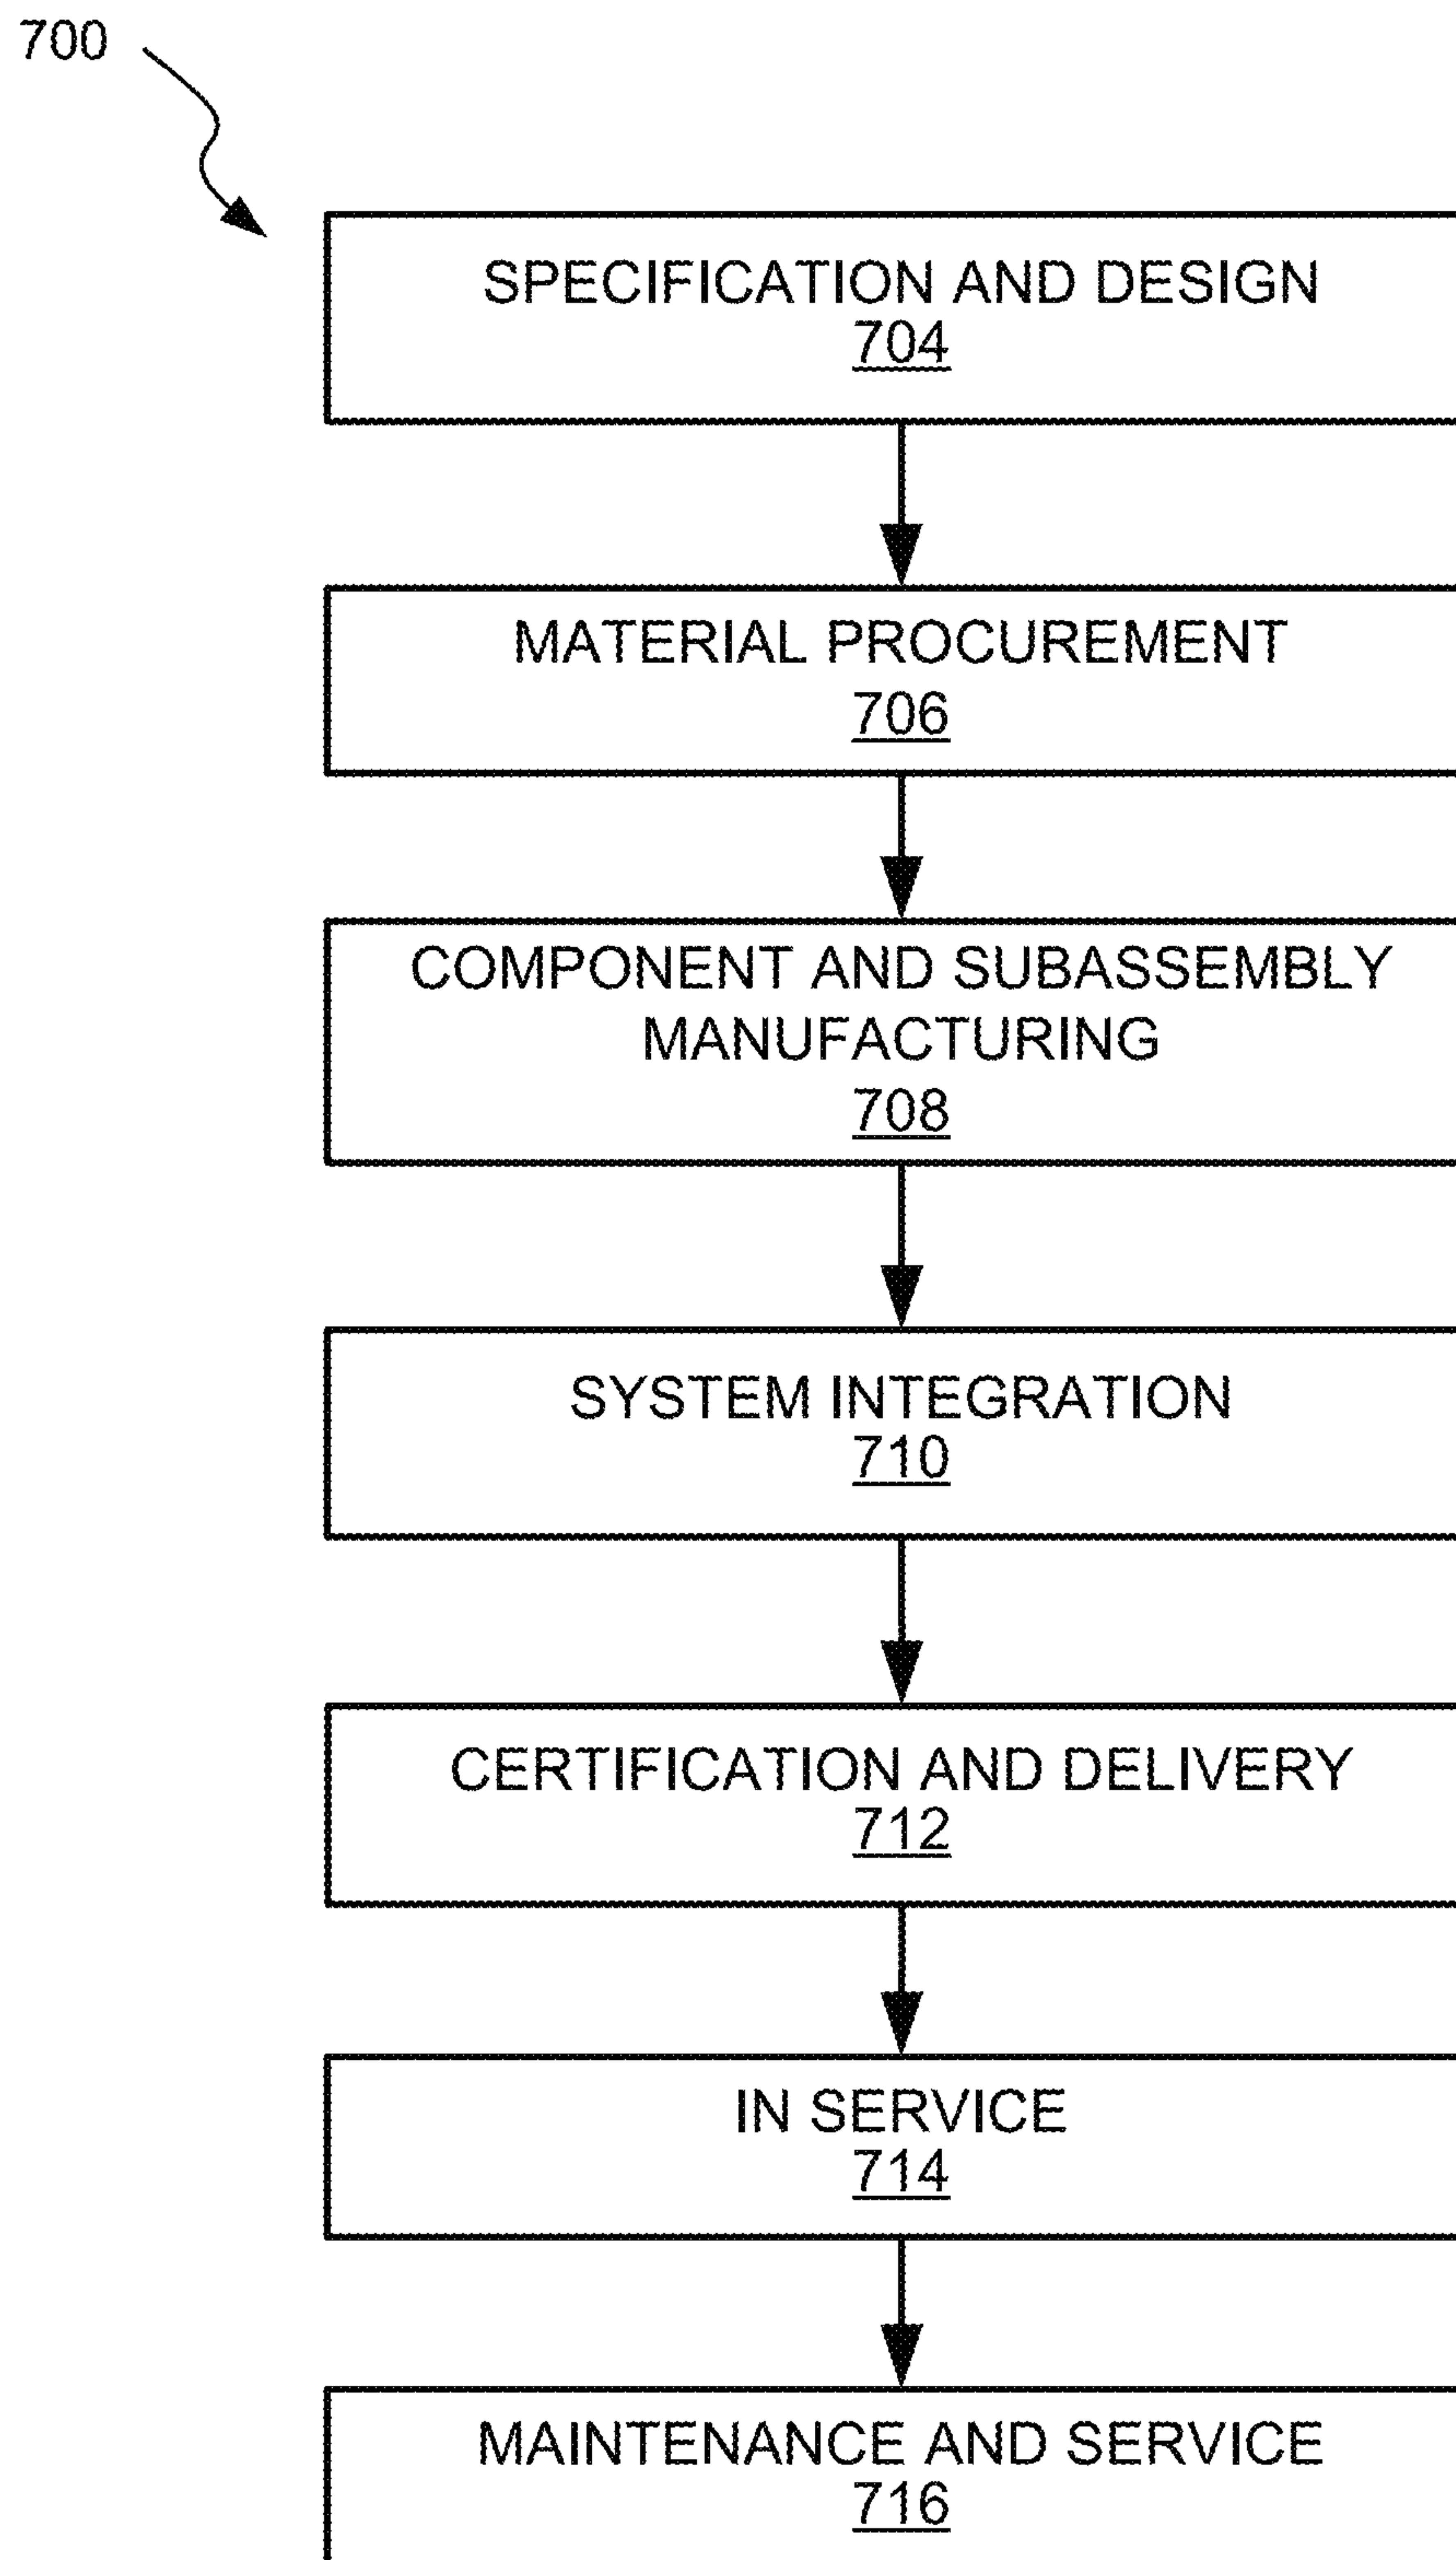 700
SPECIFICATION AND DESIGN
704
MATERIAL PROCUREMENT
706
COMPONENT AND SUBASSEMBLY
MANUFACTURING
708
SYSTEM INTEGRATION
710
CERTIFICATION AND DELIVERY
712
IN SERVICE
714
MAINTENANCE AND SERVICE
716